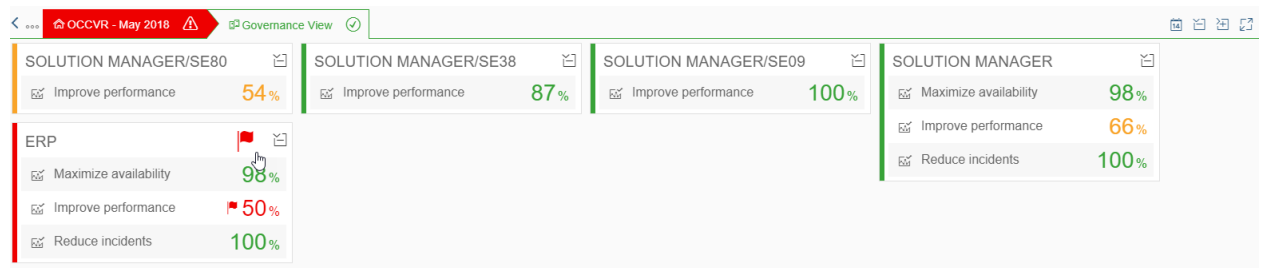 OCCVR - May 2018 Governance View 14
SOLUTION MANAGER/SE80
Improve performance 54%
SOLUTION MANAGER/SE38
Improve performance 87%
SOLUTION MANAGER/SE09
Improve performance 100%
SOLUTION MANAGER
Maximize availability 98%
Improve performance 66%
Reduce incidents 100%
ERP
Maximize availability 98%
Improve performance 50%
Reduce incidents 100%